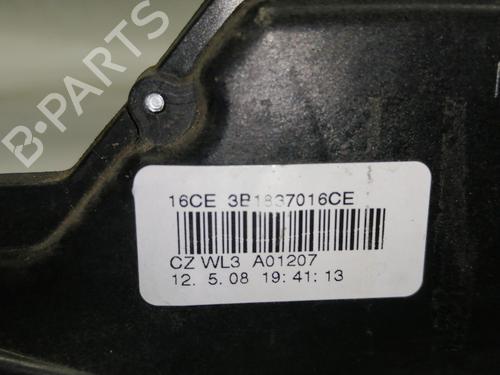 B-PARTS
16CE 3B1837016CE
CZ WL3 A01207
12. 5.08 19:41:13